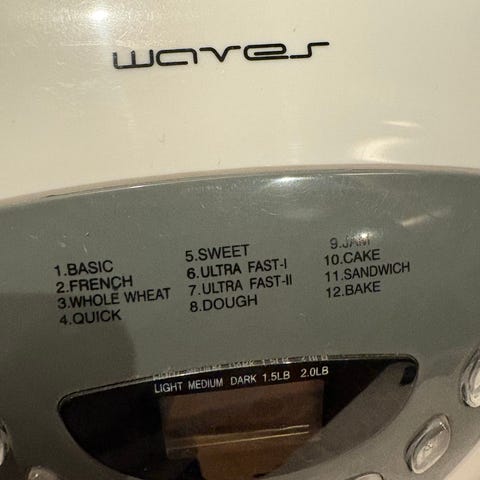 waves
1.BASIC
2.FRENCH
3.WHOLE WHEAT
4.QUICK
5.SWEET
6.ULTRA FAST-I
7.ULTRA FAST-II
8.DOUGH
9.JAM
10.CAKE
11.SANDWICH
12.BAKE
LIGHT MEDIUM DARK 1.5LB 2.0LB